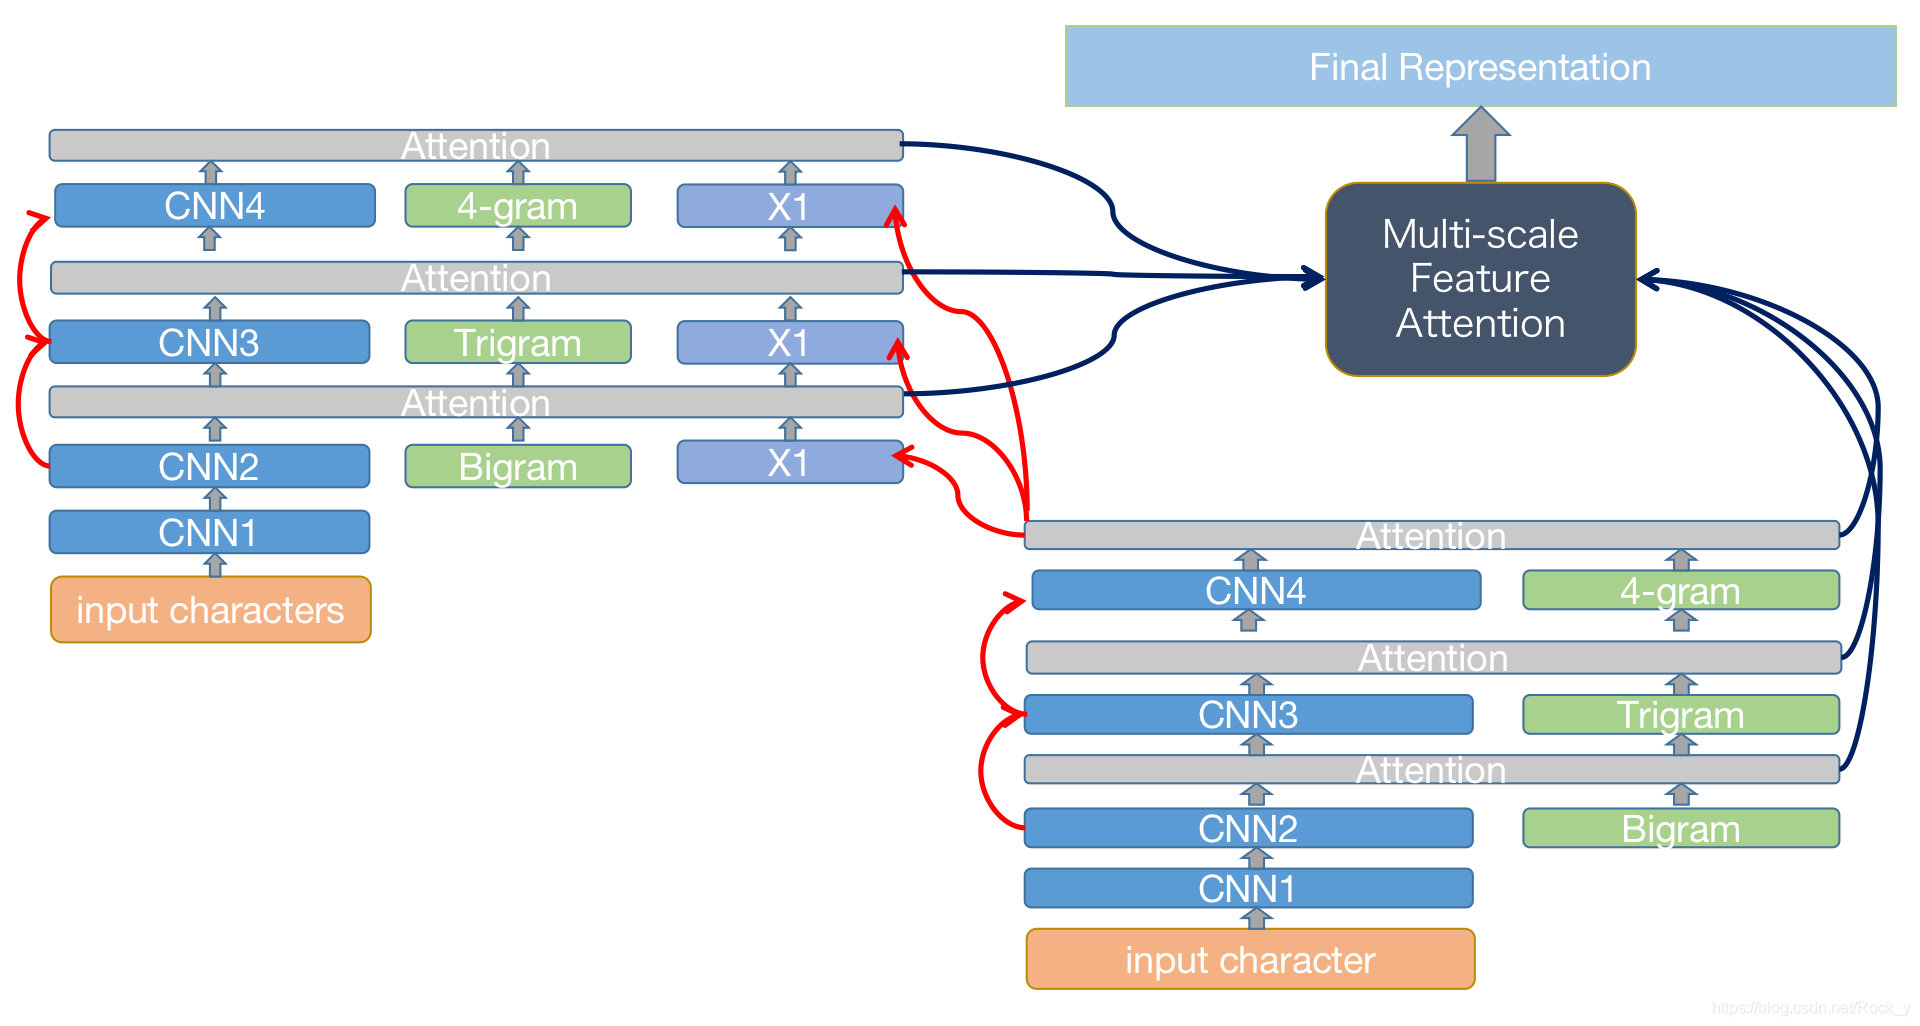 Final Representation
Attention
CNN4
4-gram
X1
Attention
CNN3
Trigram
X1
Attention
CNN2
Bigram
X1
CNN1
input characters
Multi-scale
Feature
Attention
Attention
CNN4
4-gram
Attention
CNN3
Trigram
Attention
CNN2
Bigram
CNN1
input character
https://blog.csdn.net/Rock_y